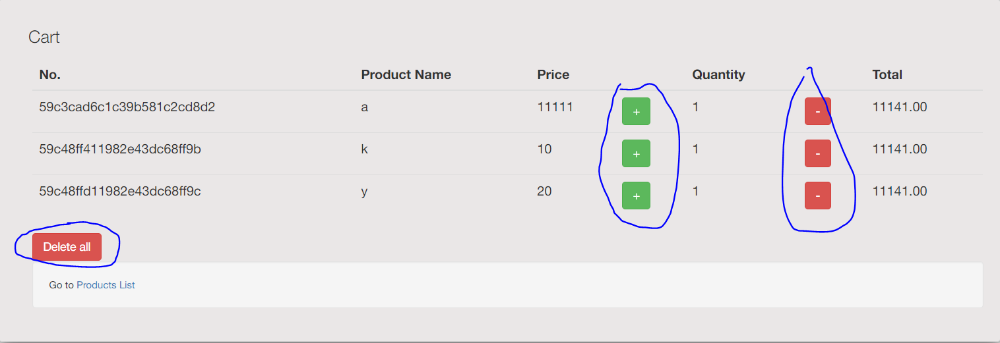 Cart
No. Product Name Price Quantity Total
59c3cad6c1c39b581c2cd8d2 a 11111 + 1 - 11141.00
59c48ff411982e43dc68ff9b k 10 + 1 - 11141.00
59c48ffd11982e43dc68ff9c y 20 + 1 - 11141.00
Delete all
Go to Products List